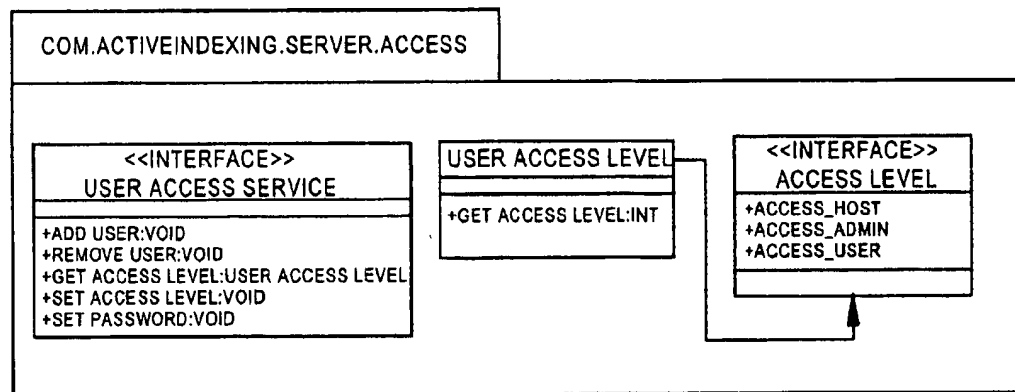 COM.ACTIVEINDEXING.SERVER.ACCESS
<<INTERFACE>>
USER ACCESS SERVICE
+ADD USER:VOID
+REMOVE USER:VOID
+GET ACCESS LEVEL:USER ACCESS LEVEL
+SET ACCESS LEVEL:VOID
+SET PASSWORD:VOID
USER ACCESS LEVEL
+GET ACCESS LEVEL:INT
<<INTERFACE>>
ACCESS LEVEL
+ACCESS_HOST
+ACCESS_ADMIN
+ACCESS_USER